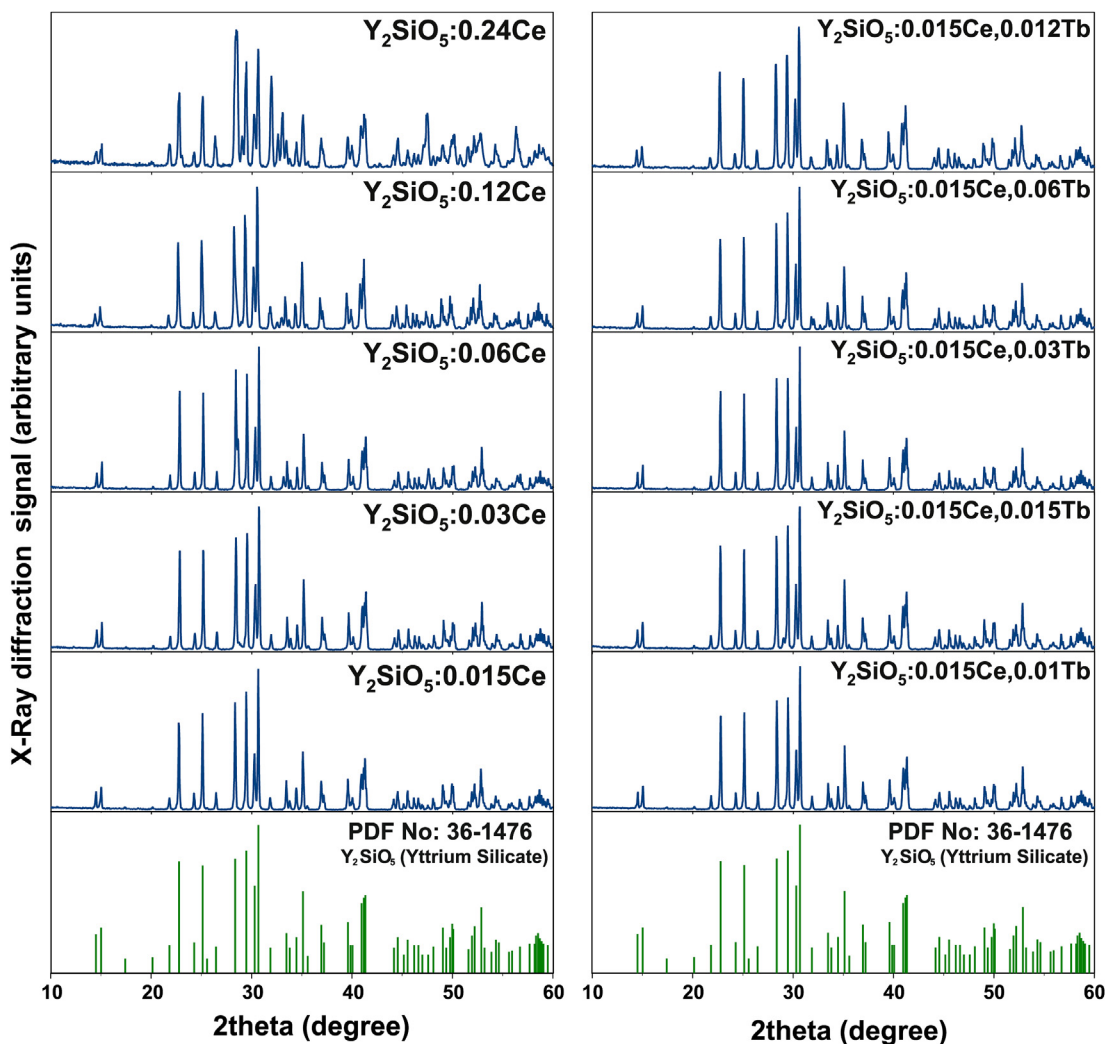 X-Ray diffraction signal (arbitrary units)
Y₂SiO₅:0.24Ce
Y₂SiO₅:0.12Ce
Y₂SiO₅:0.06Ce
Y₂SiO₅:0.03Ce
Y₂SiO₅:0.015Ce
PDF No: 36-1476
Y₂SiO₅ (Yttrium Silicate)
10 20 30 40 50 60
2theta (degree)
Y₂SiO₅:0.015Ce,0.012Tb
Y₂SiO₅:0.015Ce,0.06Tb
Y₂SiO₅:0.015Ce,0.03Tb
Y₂SiO₅:0.015Ce,0.015Tb
Y₂SiO₅:0.015Ce,0.01Tb
PDF No: 36-1476
Y₂SiO₅ (Yttrium Silicate)
10 20 30 40 50 60
2theta (degree)